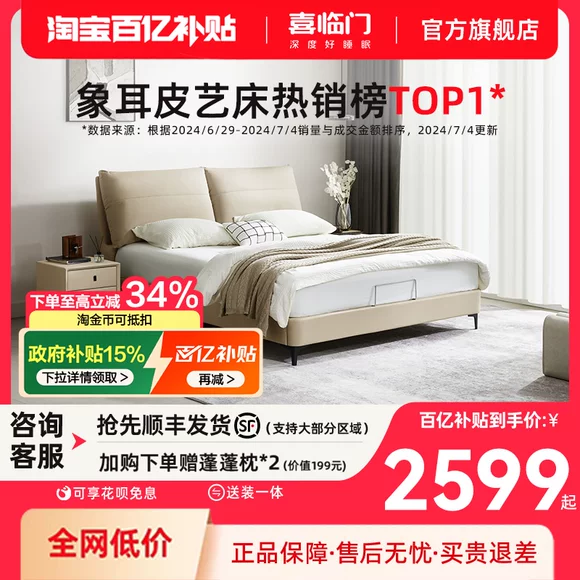 淘宝百亿补贴
喜临门
深度好睡眠
官方旗舰店
象耳皮艺床热销榜TOP1*
*数据来源：根据2024/6/29-2024/7/4销量与成交金额排序，2024/7/4更新
下单至高立减34%
淘金币可抵扣
政府补贴15%
下拉详情领取>
百亿补贴
再减>
咨询
客服
抢先顺丰发货 SF (支持大部分区域)
加购下单赠蓬蓬枕*2 (价值199元)
百亿补贴到手价:¥
2599起
可享花呗免息
送装一体
全网低价
正品保障·售后无忧·买贵退差